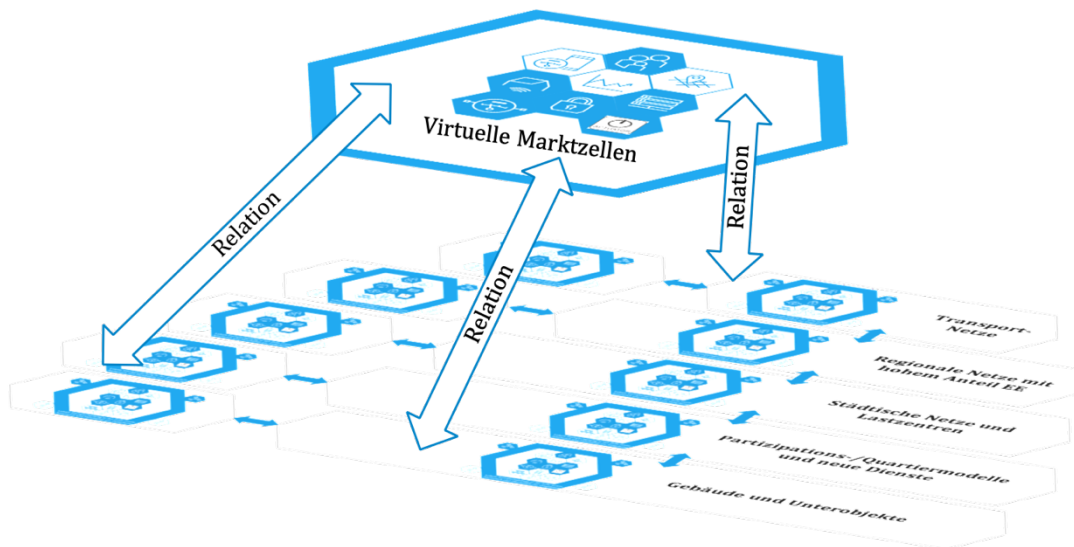 Virtuelle Marktzellen
Relation
Relation
Relation
Transport-
Netze
Regionale Netze mit
hohem Anteil EE
Städtische Netze und
Lastzentren
Partizipations-/Quartiermodelle
und neue Dienste
Gebäude und Unterobjekte